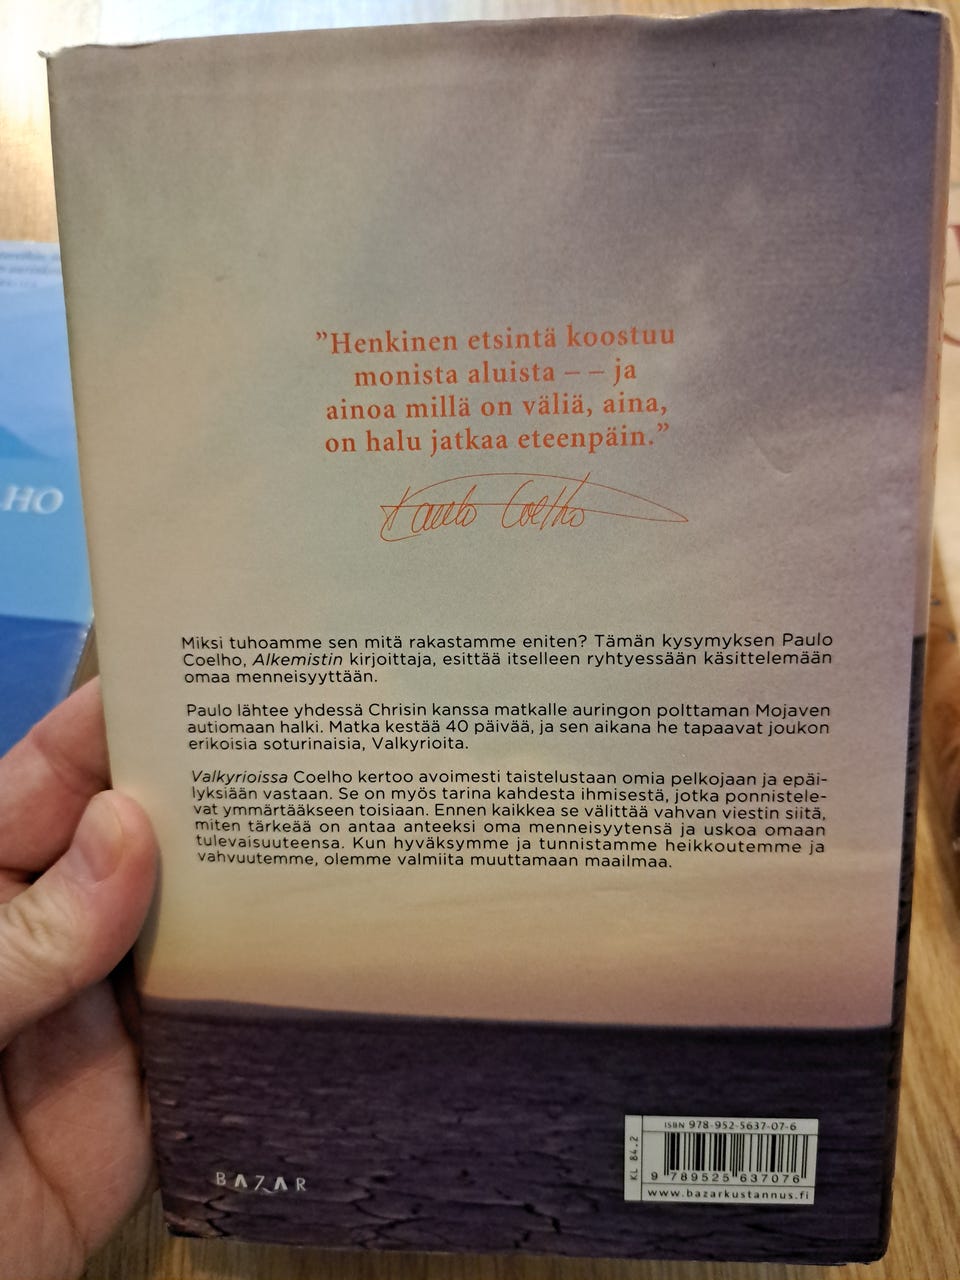 ”Henkinen etsintä koostuu
monista aluista – – ja
ainoa millä on väliä, aina,
on halu jatkaa eteenpäin.”
Paulo Coelho
LHO
Miksi tuhoamme sen mitä rakastamme eniten? Tämän kysymyksen Paulo
Coelho, Alkemistin kirjoittaja, esittää itselleen ryhtyessään käsittelemään
omaa menneisyyttään.
Paulo lähtee yhdessä Chrisin kanssa matkalle auringon polttaman Mojaven
autiomaan halki. Matka kestää 40 päivää, ja sen aikana he tapaavat joukon
erikoisia soturinaisia, Valkyrioita.
Valkyrioissa Coelho kertoo avoimesti taistelustaan omia pelkojaan ja epäi-
lyksiään vastaan. Se on myös tarina kahdesta ihmisestä, jotka ponnistele-
vat ymmärtääkseen toisiaan. Ennen kaikkea se välittää vahvan viestin siitä,
miten tärkeää on antaa anteeksi oma menneisyytensä ja uskoa omaan
tulevaisuuteensa. Kun hyväksymme ja tunnistamme heikkoutemme ja
vahvuutemme, olemme valmiita muuttamaan maailmaa.
BAZAR
KL 84.2
ISBN 978-952-5637-07-6
9 789525 637076
www.bazarkustannus.fi